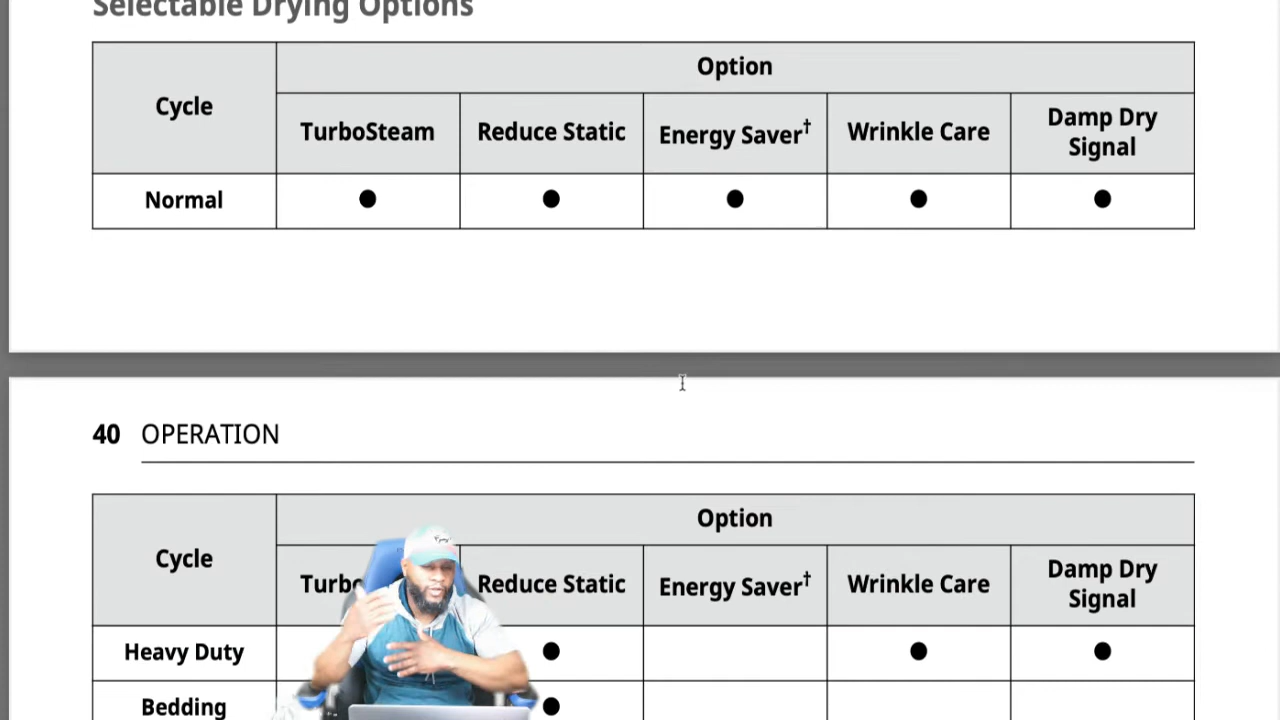 Selectable Drying Options
Cycle
Option
TurboSteam Reduce Static Energy Saver† Wrinkle Care Damp Dry Signal
Normal ● ● ● ● ●
40 OPERATION
Cycle
Option
Reduce Static Energy Saver† Wrinkle Care Damp Dry Signal
Heavy Duty ● ● ●
Bedding ●